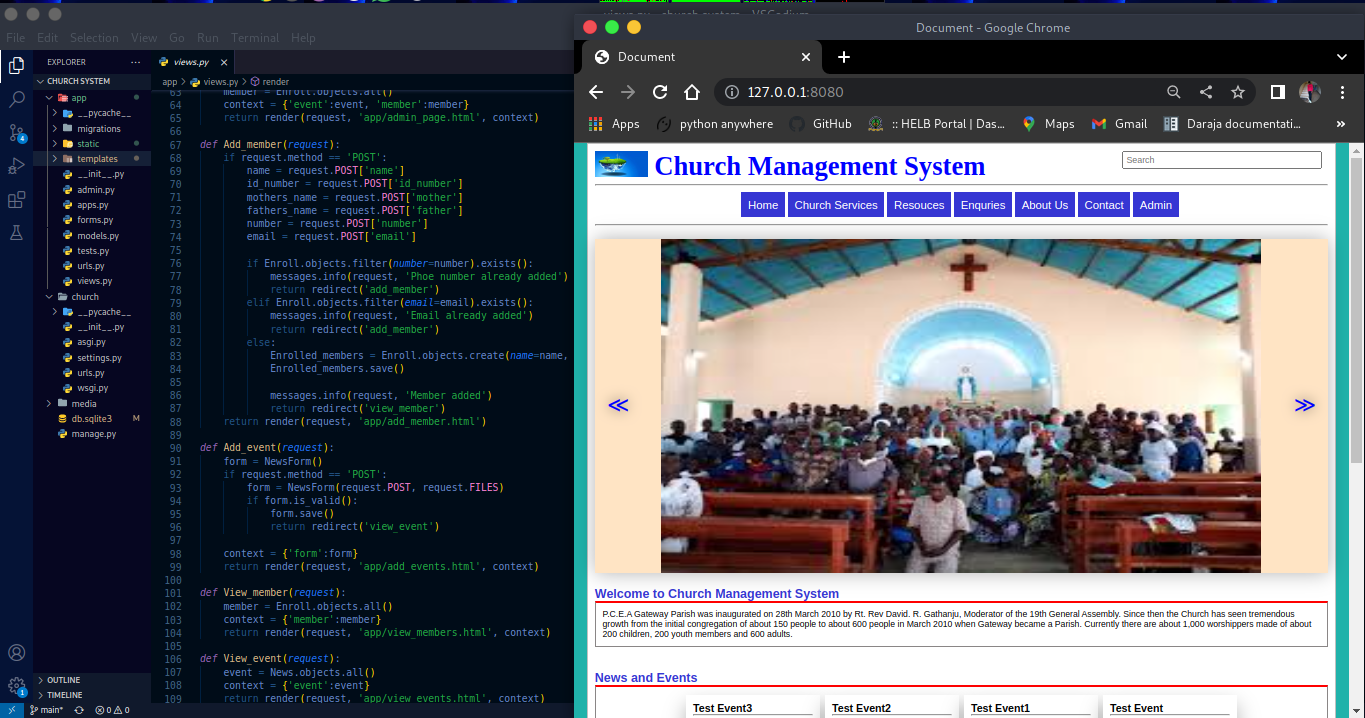 views.py - church system - VSCodium
File Edit Selection View Go Run Terminal Help
EXPLORER ...
CHURCH SYSTEM
app
__pycache__
migrations
static
templates
__init__.py
admin.py
apps.py
forms.py
models.py
tests.py
urls.py
views.py
church
__pycache__
__init__.py
asgi.py
settings.py
urls.py
wsgi.py
media
db.sqlite3 M
manage.py
OUTLINE
TIMELINE
4
1
main* 0 0
views.py
app > views.py > render
63 member = Enroll.objects.all()
64 context = {'event':event, 'member':member}
65 return render(request, 'app/admin_page.html', context)
66
67 def Add_member(request):
68 if request.method == 'POST':
69 name = request.POST['name']
70 id_number = request.POST['id_number']
71 mothers_name = request.POST['mother']
72 fathers_name = request.POST['father']
73 number = request.POST['number']
74 email = request.POST['email']
75
76 if Enroll.objects.filter(number=number).exists():
77 messages.info(request, 'Phoe number already added')
78 return redirect('add_member')
79 elif Enroll.objects.filter(email=email).exists():
80 messages.info(request, 'Email already added')
81 return redirect('add_member')
82 else:
83 Enrolled_members = Enroll.objects.create(name=name,
84 Enrolled_members.save()
85
86 messages.info(request, 'Member added')
87 return redirect('view_member')
88 return render(request, 'app/add_member.html')
89
90 def Add_event(request):
91 form = NewsForm()
92 if request.method == 'POST':
93 form = NewsForm(request.POST, request.FILES)
94 if form.is_valid():
95 form.save()
96 return redirect('view_event')
97
98 context = {'form':form}
99 return render(request, 'app/add_events.html', context)
100
101 def View_member(request):
102 member = Enroll.objects.all()
103 context = {'member':member}
104 return render(request, 'app/view_members.html', context)
105
106 def View_event(request):
107 event = News.objects.all()
108 context = {'event':event}
109 return render(request, 'app/view_events.html', context)
Document - Google Chrome
Document
127.0.0.1:8080
Apps python anywhere GitHub :: HELB Portal | Das... Maps Gmail Daraja documentati... »
Church Management System
Search
Home Church Services Resouces Enquries About Us Contact Admin
≪ ≫
Welcome to Church Management System
P.C.E.A Gateway Parish was inaugurated on 28th March 2010 by Rt. Rev David. R. Gathanju, Moderator of the 19th General Assembly. Since then the Church has seen tremendous
growth from the initial congregation of about 150 people to about 600 people in March 2010 when Gateway became a Parish. Currently there are about 1,000 worshippers made of about
200 children, 200 youth members and 600 adults.
News and Events
Test Event3 Test Event2 Test Event1 Test Event